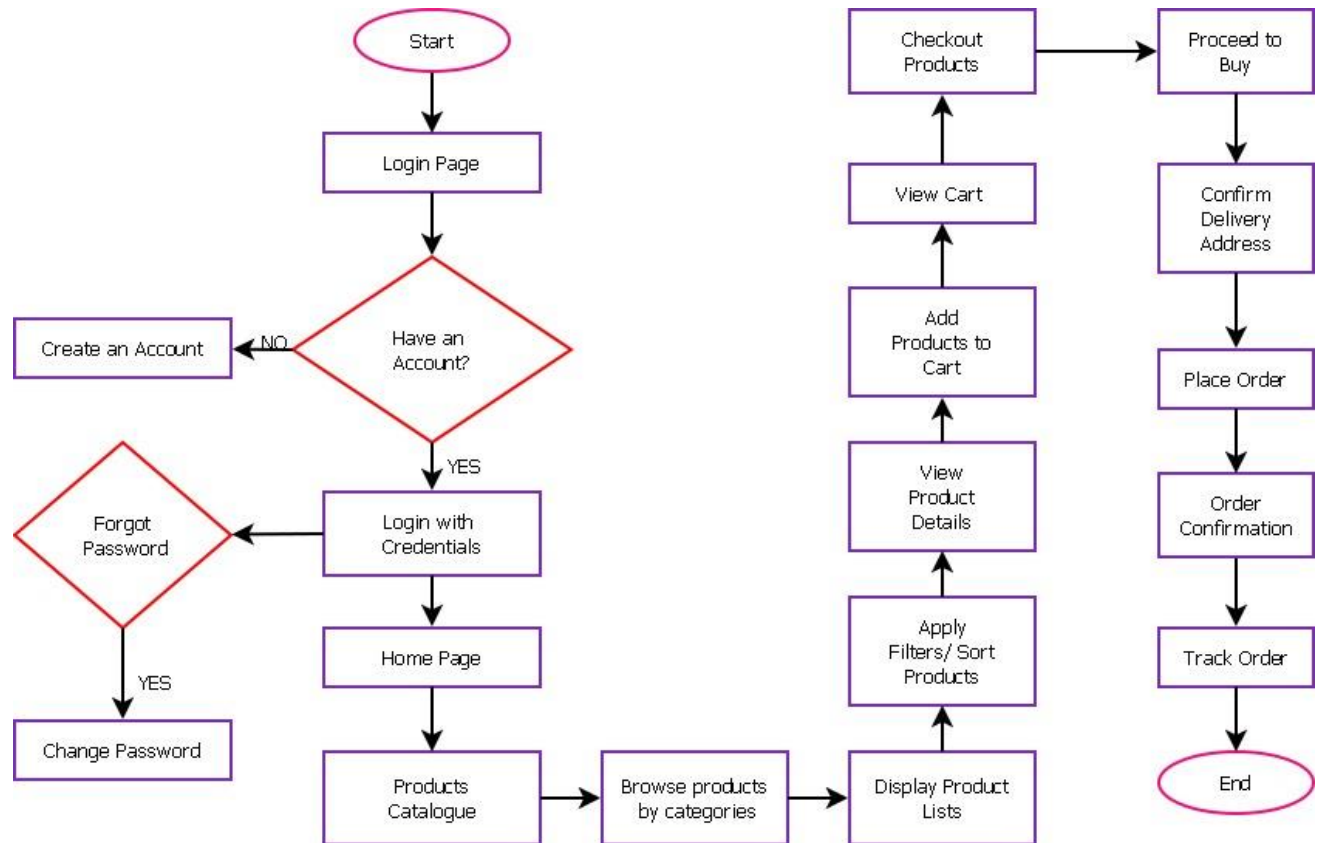 Start
Login Page
Have an
Account?
NO
Create an Account
YES
Login with
Credentials
Forgot
Password
YES
Change Password
Home Page
Products
Catalogue
Browse products
by categories
Display Product
Lists
Apply
Filters/ Sort
Products
View
Product
Details
Add
Products to
Cart
View Cart
Checkout
Products
Proceed to
Buy
Confirm
Delivery
Address
Place Order
Order
Confirmation
Track Order
End